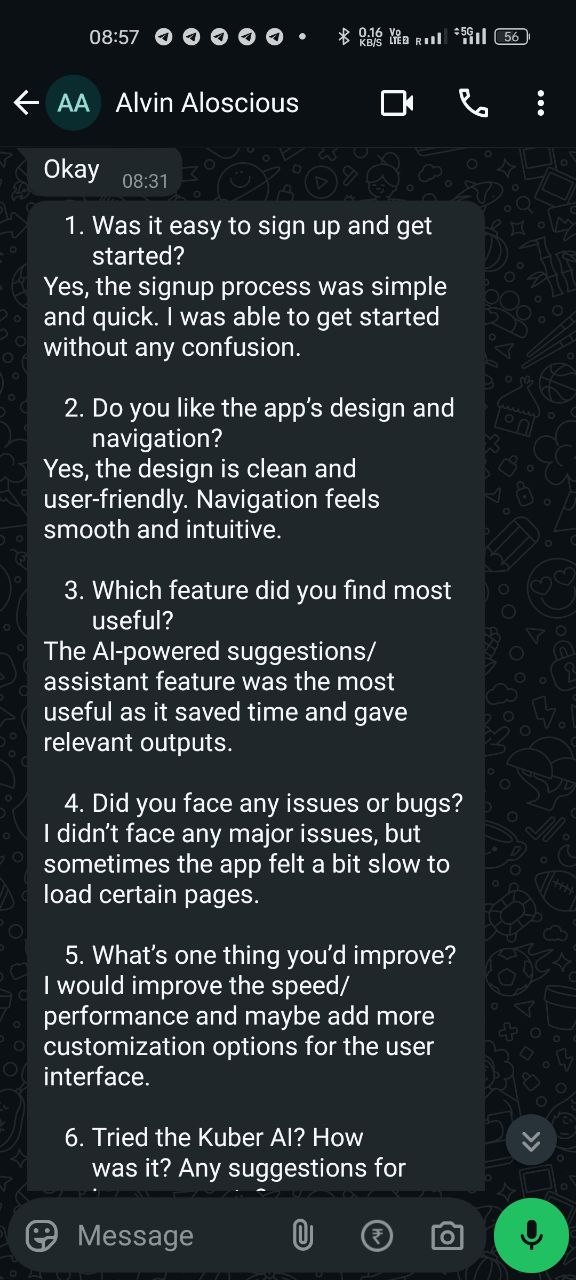 08:57
0.16 KB/S
Vo LTE 2
R
5G
56
AA
Alvin Aloscious
Okay
08:31
1. Was it easy to sign up and get
started?
Yes, the signup process was simple
and quick. I was able to get started
without any confusion.
2. Do you like the app's design and
navigation?
Yes, the design is clean and
user-friendly. Navigation feels
smooth and intuitive.
3. Which feature did you find most
useful?
The AI-powered suggestions/
assistant feature was the most
useful as it saved time and gave
relevant outputs.
4. Did you face any issues or bugs?
I didn't face any major issues, but
sometimes the app felt a bit slow to
load certain pages.
5. What's one thing you'd improve?
I would improve the speed/
performance and maybe add more
customization options for the user
interface.
6. Tried the Kuber AI? How
was it? Any suggestions for
Message
₹